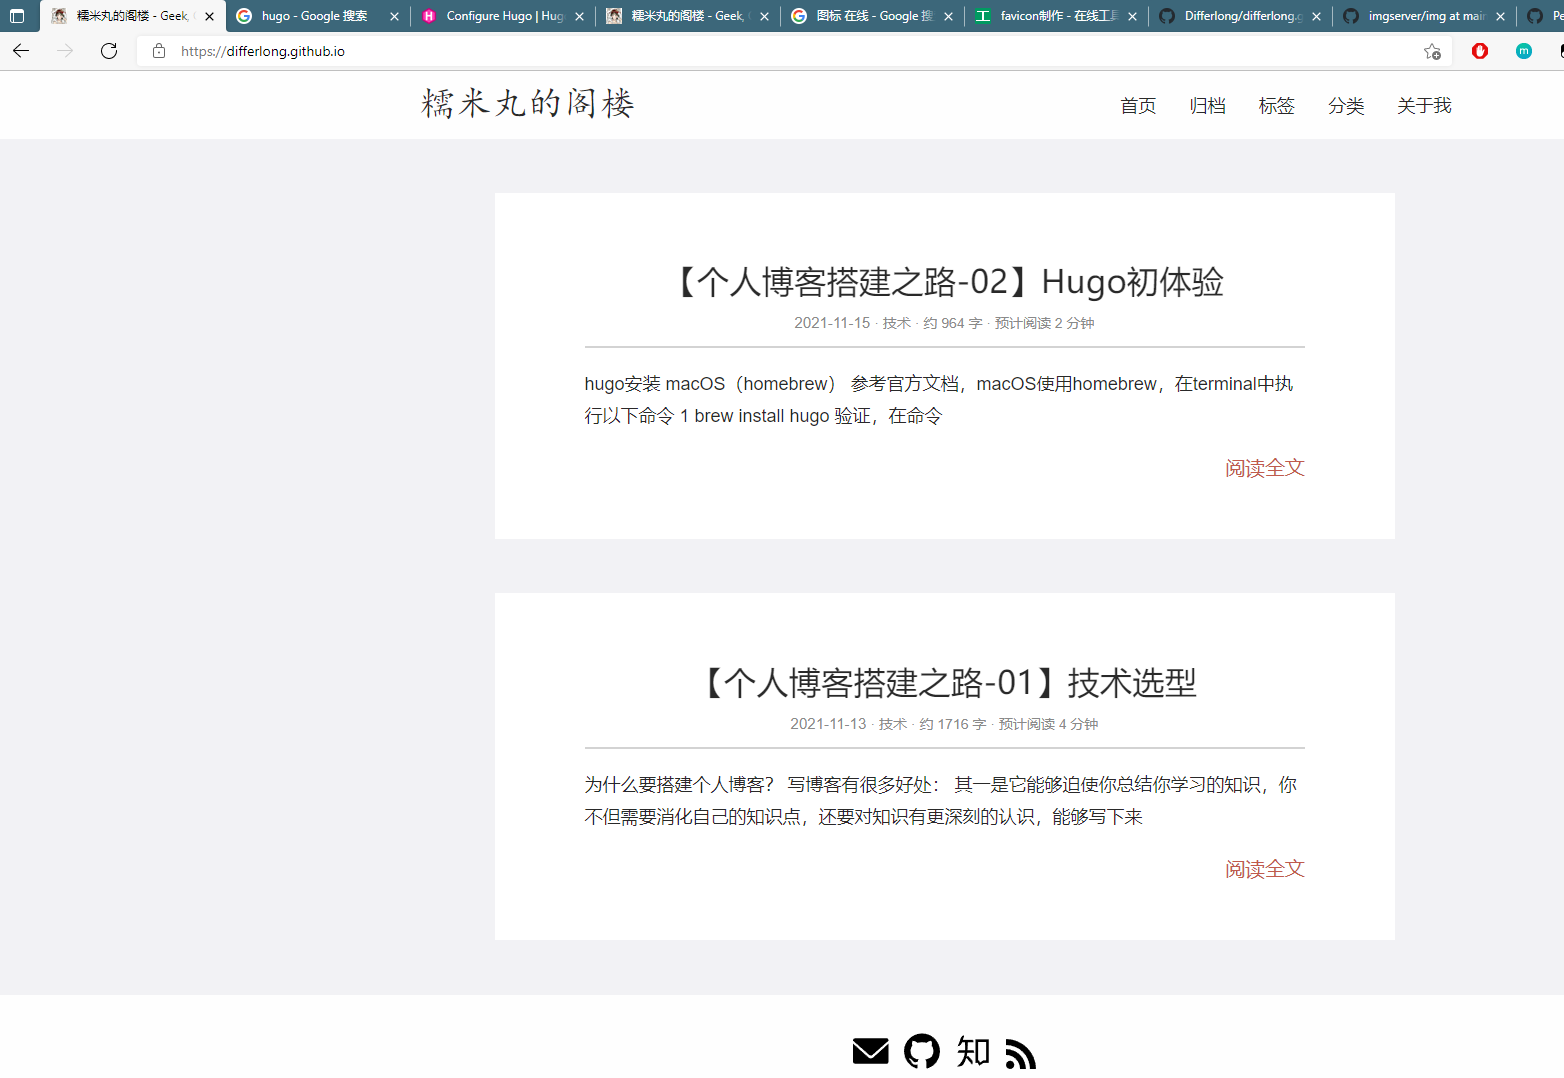 糯米丸的阁楼 - Geek,
hugo - Google 搜索
Configure Hugo | Hug
糯米丸的阁楼 - Geek,
图标 在线 - Google 搜
favicon制作 - 在线工具
Differlong/differlong.g
imgserver/img at main
Pe
https://differlong.github.io
糯米丸的阁楼
首页 归档 标签 分类 关于我
【个人博客搭建之路-02】Hugo初体验
2021-11-15 · 技术 · 约 964 字 · 预计阅读 2 分钟
hugo安装 macOS（homebrew） 参考官方文档，macOS使用homebrew，在terminal中执
行以下命令 1 brew install hugo 验证，在命令
阅读全文
【个人博客搭建之路-01】技术选型
2021-11-13 · 技术 · 约 1716 字 · 预计阅读 4 分钟
为什么要搭建个人博客？ 写博客有很多好处： 其一是它能够迫使你总结你学习的知识，你
不但需要消化自己的知识点，还要对知识有更深刻的认识，能够写下来
阅读全文
知